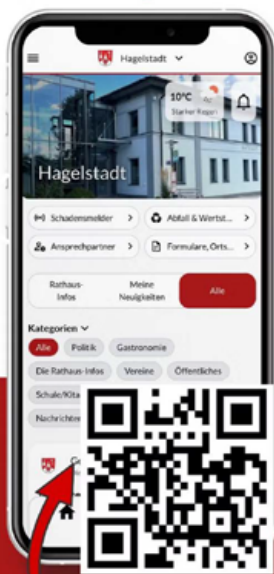 Hagelstadt
10°C
Starker Regen
Hagelstadt
Schadensmelder
Abfall & Wertst...
Ansprechpartner
Formulare, Orts...
Rathaus-
Infos
Meine
Neuigkeiten
Alle
Kategorien
Alle
Politik
Gastronomie
Die Rathaus-Infos
Vereine
Öffentliches
Schule/Kita
Nachrichten